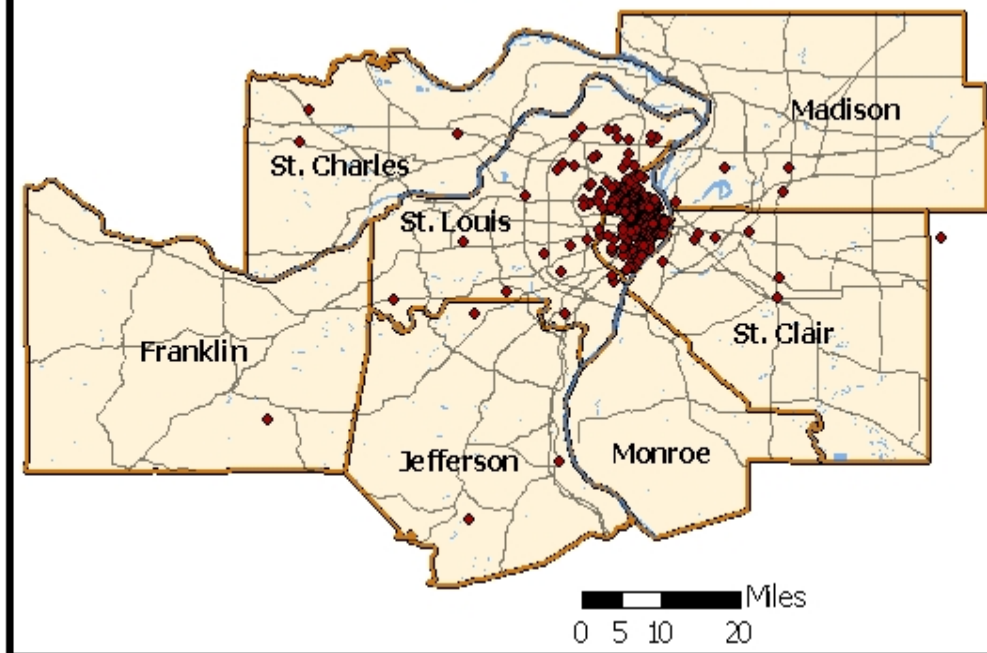 Madison
St. Charles
St. Louis
St. Clair
Franklin
Jefferson
Monroe
Miles
0 5 10 20